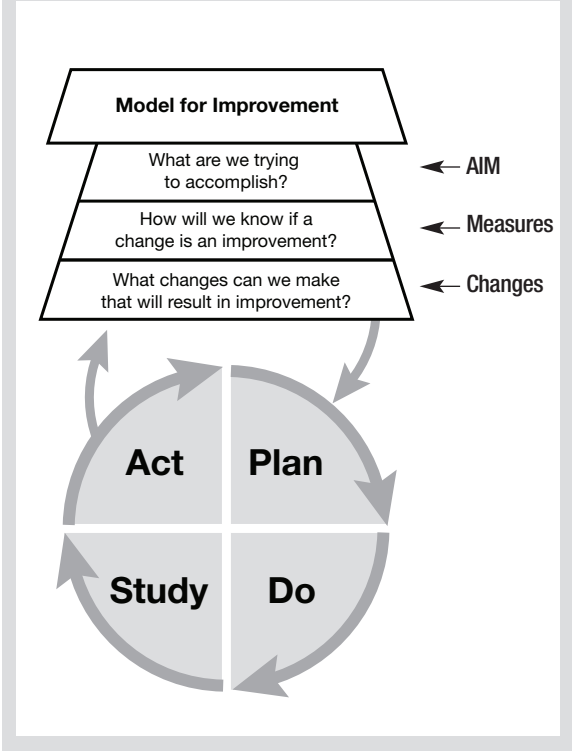 Model for Improvement
What are we trying
to accomplish?
AIM
How will we know if a
change is an improvement?
Measures
What changes can we make
that will result in improvement?
Changes
Act
Plan
Study
Do